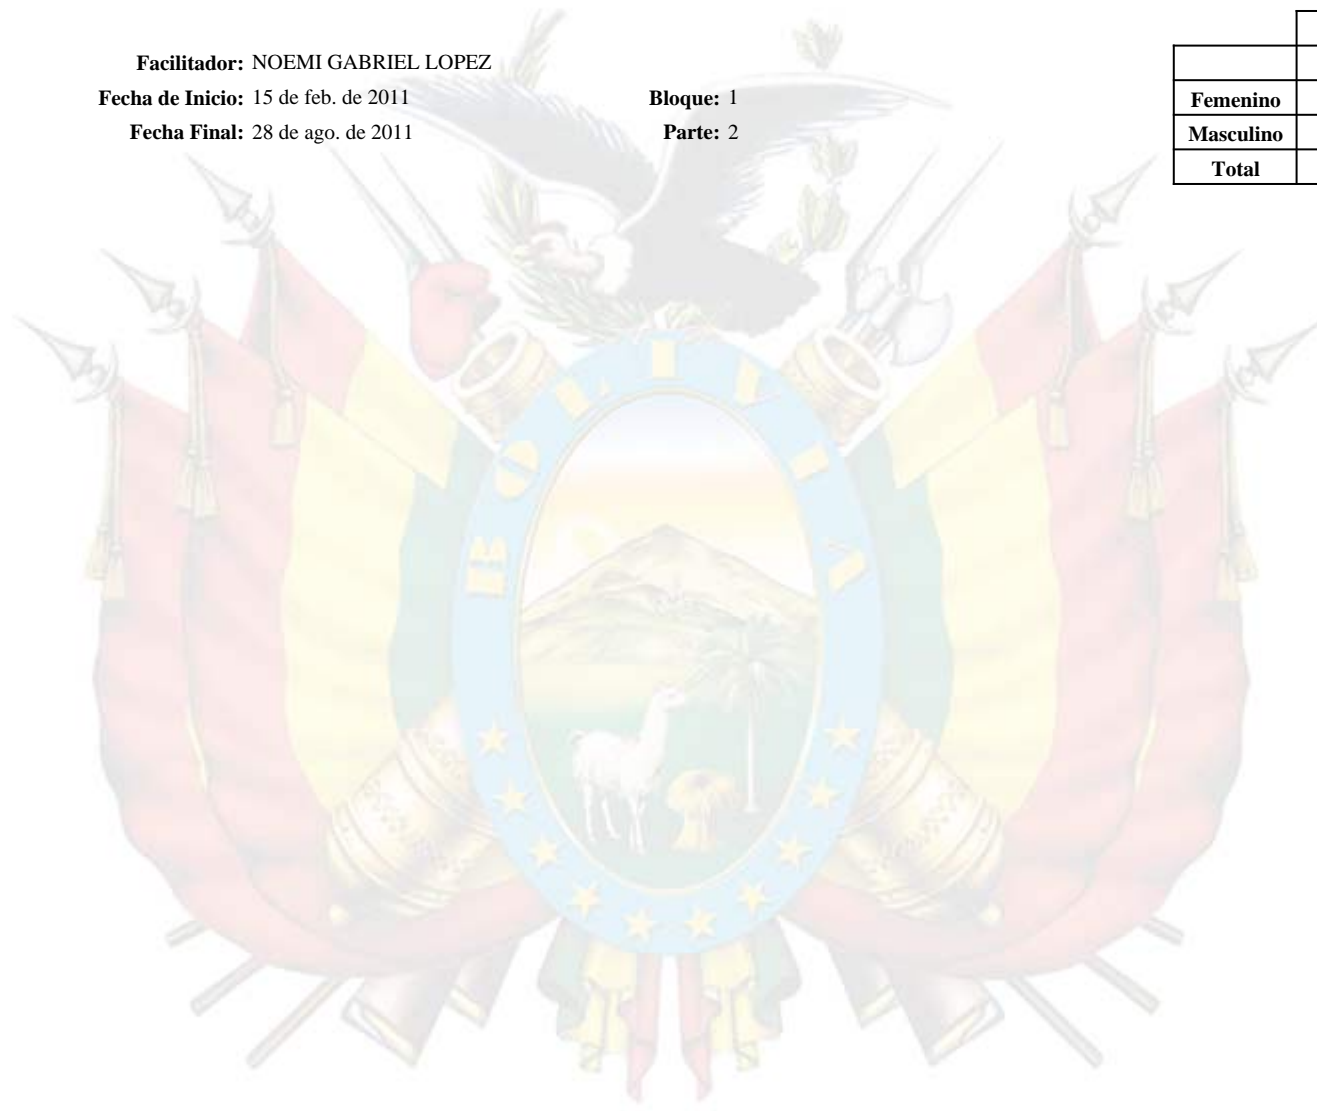 Facilitador: NOEMI GABRIEL LOPEZ
Fecha de Inicio: 15 de feb. de 2011 Bloque: 1
Fecha Final: 28 de ago. de 2011 Parte: 2
Femenino
Masculino
Total
BOLIVIA